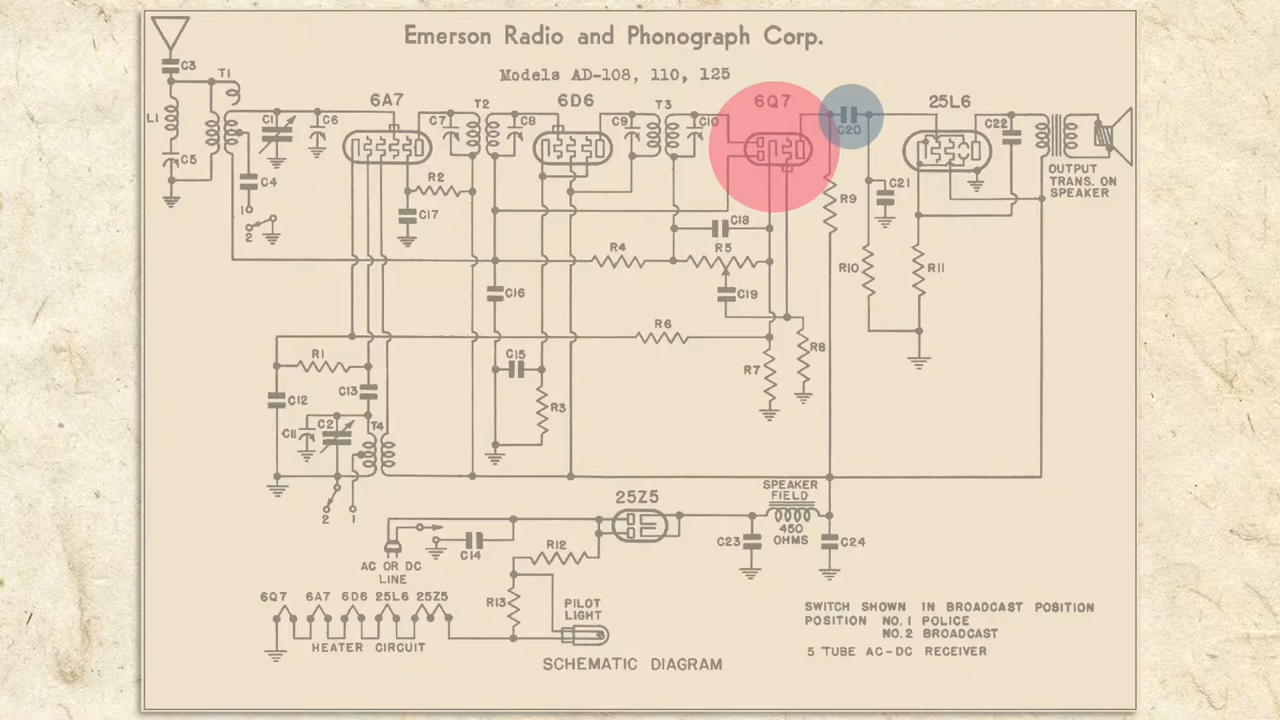 Emerson Radio and Phonograph Corp.
Models AD-108, 110, 125
C3
T1
6A7
T2
6D6
T3
6Q7
25L6
L1
C1
C6
C7
C8
C9
C10
C20
C22
C5
C4
R2
C17
C18
R9
C21
OUTPUT
TRANS. ON
SPEAKER
1
2
R4
R5
R10
R11
C16
C19
R6
R1
C15
R7
R8
C12
C13
R3
C11
C2
T4
2
1
25Z5
SPEAKER
FIELD
450
OHMS
C23
C24
C14
R12
AC OR DC
LINE
6Q7
6A7
6D6
25L6
25Z5
R13
PILOT
LIGHT
HEATER CIRCUIT
SWITCH SHOWN IN BROADCAST POSITION
POSITION NO.1 POLICE
NO.2 BROADCAST
5 TUBE AC-DC RECEIVER
SCHEMATIC DIAGRAM